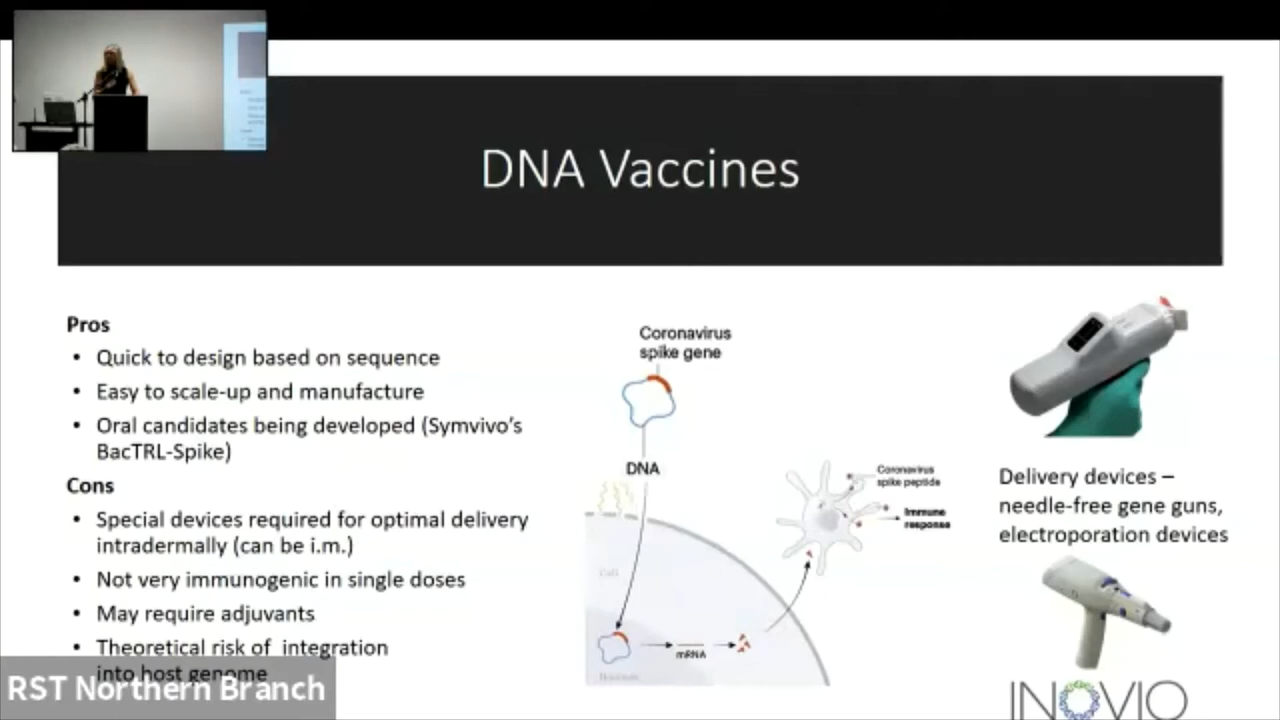 DNA Vaccines
Pros
• Quick to design based on sequence
• Easy to scale-up and manufacture
• Oral candidates being developed (Symvivo's
BacTRL-Spike)
Cons
• Special devices required for optimal delivery
intradermally (can be i.m.)
• Not very immunogenic in single doses
• May require adjuvants
• Theoretical risk of integration
into host genome
Coronavirus
spike gene
DNA
Cell
mRNA
Coronavirus
spike peptide
Immune
response
Delivery devices –
needle-free gene guns,
electroporation devices
INOVIO
RST Northern Branch